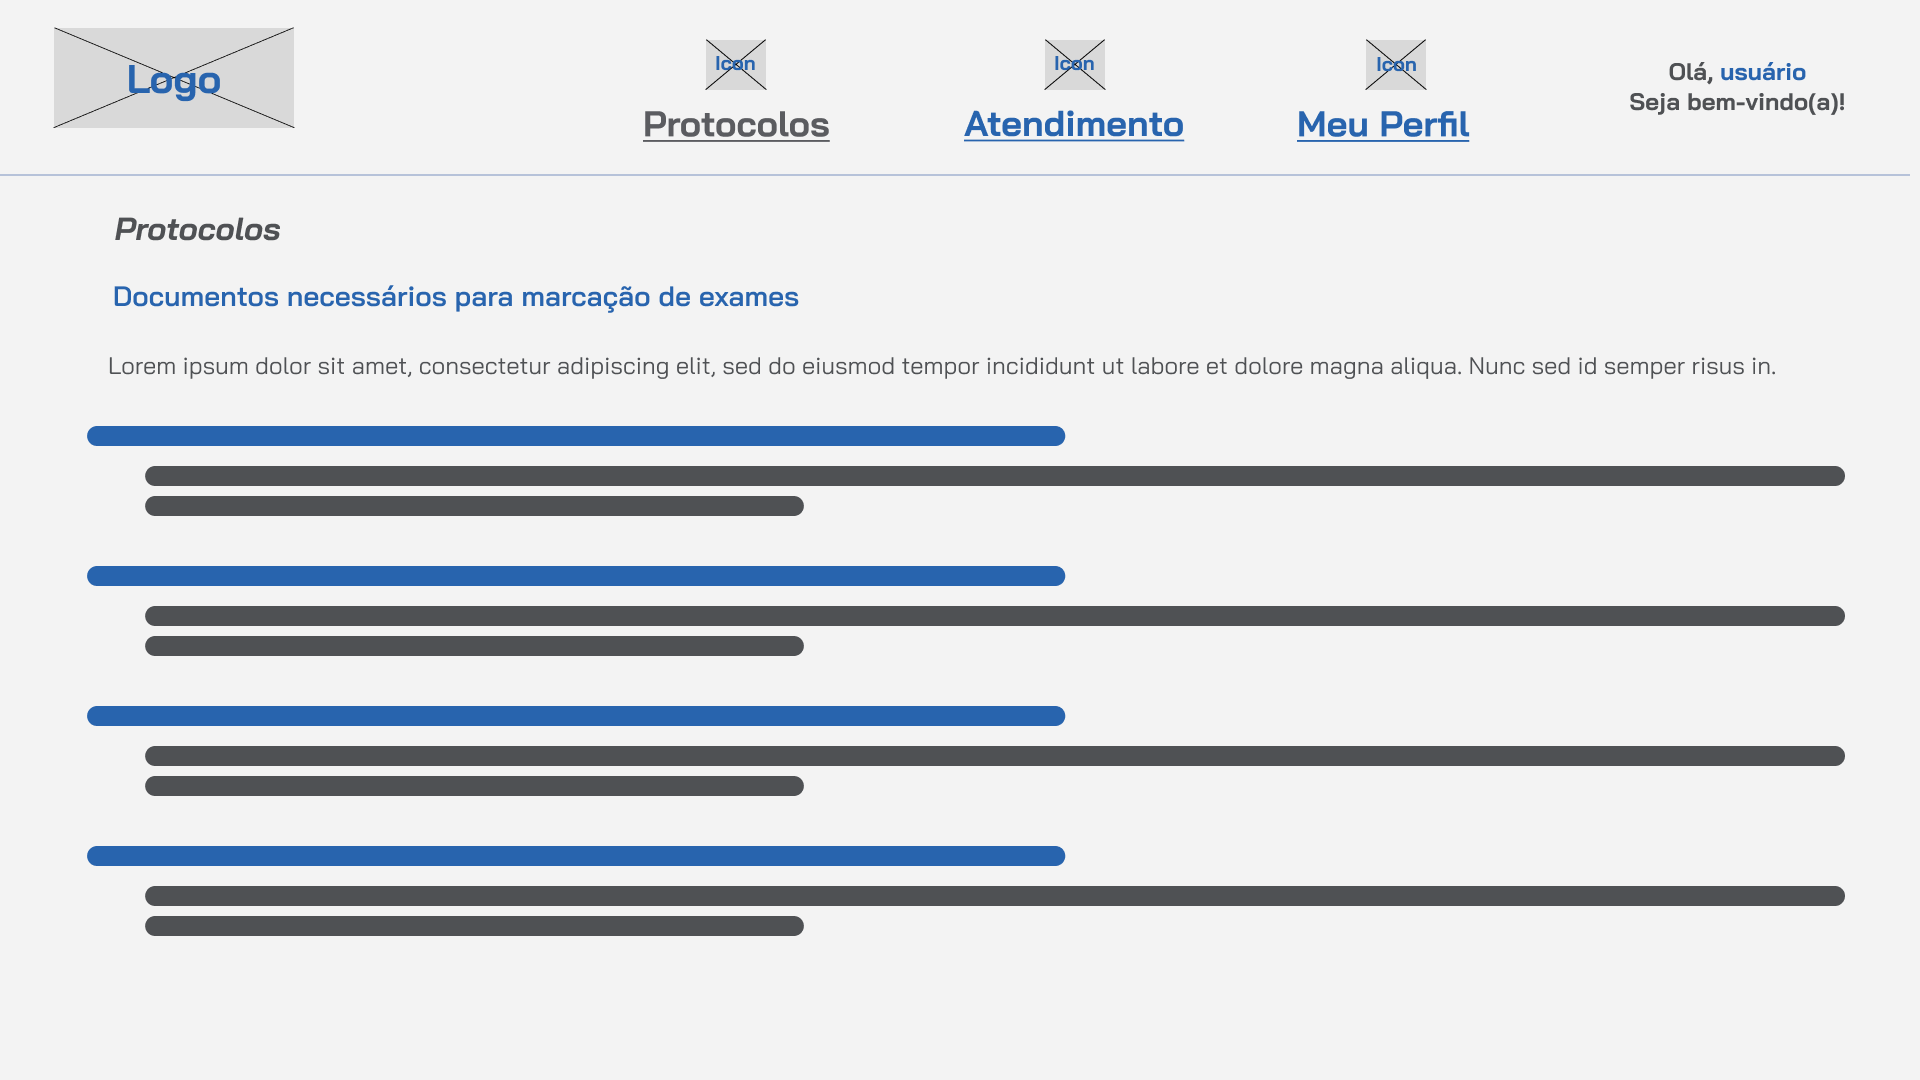 Logo
Icon
Icon
Icon
Protocolos
Atendimento
Meu Perfil
Olá, usuário
Seja bem-vindo(a)!
Protocolos
Documentos necessários para marcação de exames
Lorem ipsum dolor sit amet, consectetur adipiscing elit, sed do eiusmod tempor incididunt ut labore et dolore magna aliqua. Nunc sed id semper risus in.